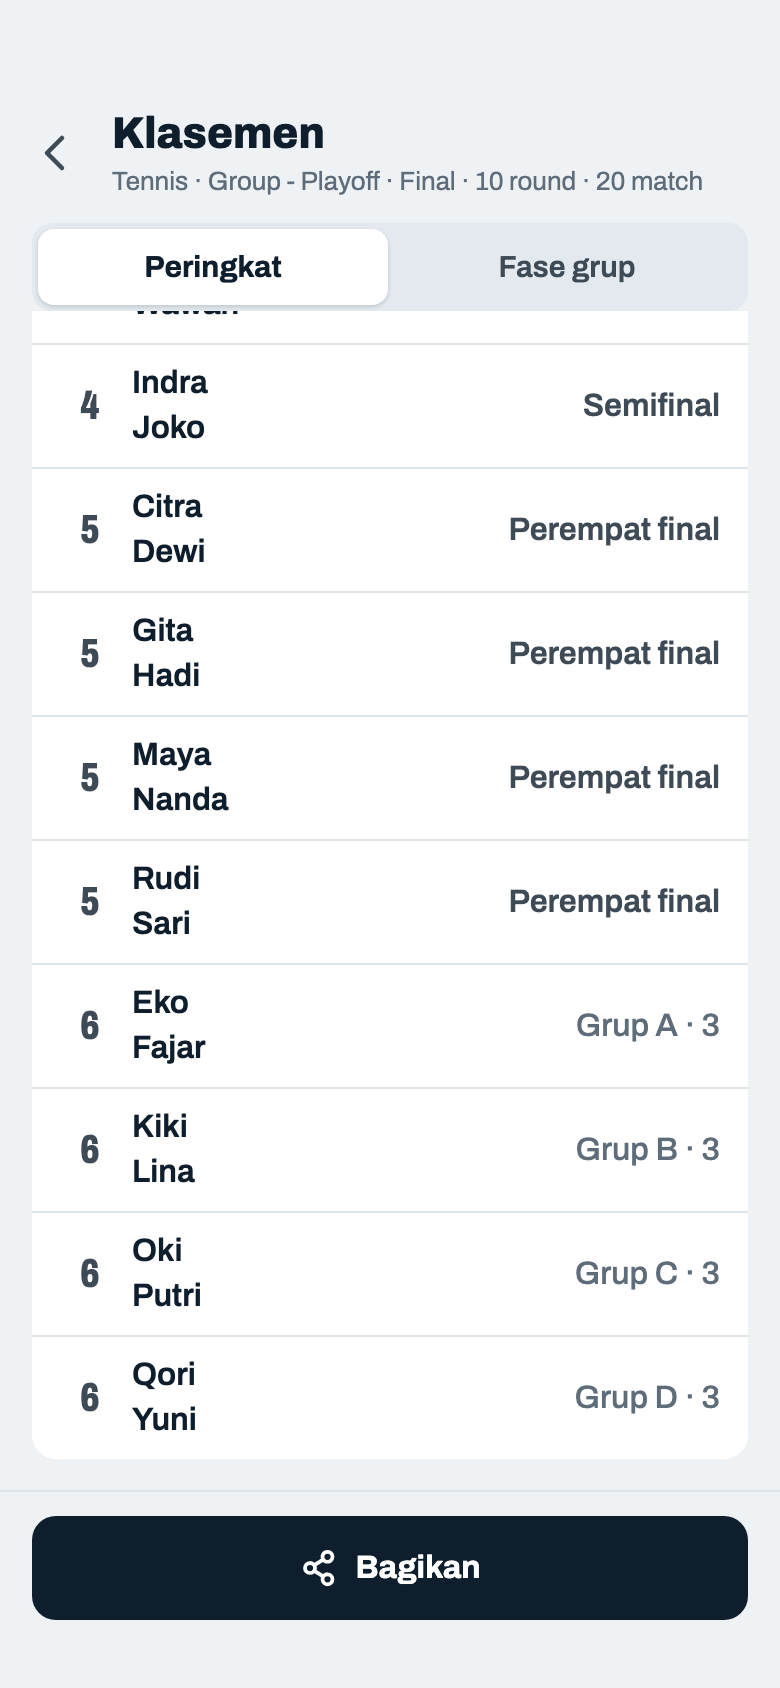 Klasemen
Tennis · Group - Playoff · Final · 10 round · 20 match
Peringkat
Fase grup
4
Indra
Joko
Semifinal
5
Citra
Dewi
Perempat final
5
Gita
Hadi
Perempat final
5
Maya
Nanda
Perempat final
5
Rudi
Sari
Perempat final
6
Eko
Fajar
Grup A · 3
6
Kiki
Lina
Grup B · 3
6
Oki
Putri
Grup C · 3
6
Qori
Yuni
Grup D · 3
Bagikan